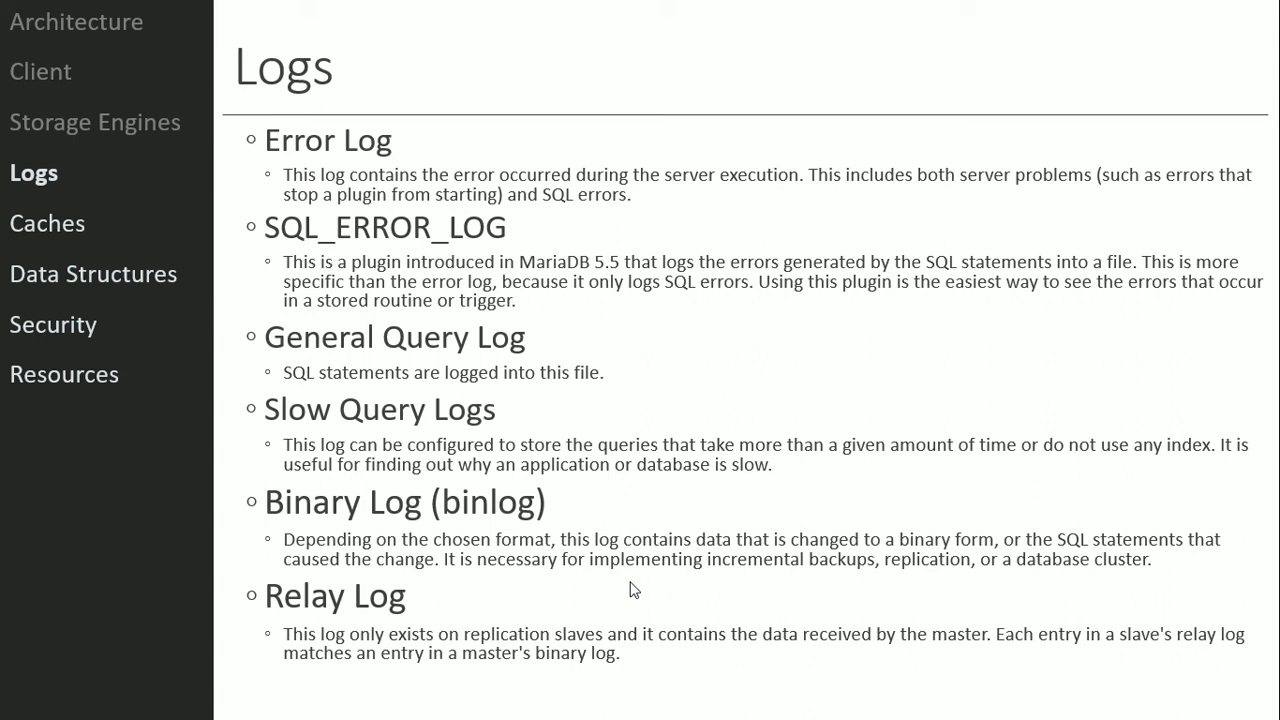 Architecture
Client
Storage Engines
Logs
Caches
Data Structures
Security
Resources
Logs
Error Log
This log contains the error occurred during the server execution. This includes both server problems (such as errors that
stop a plugin from starting) and SQL errors.
SQL_ERROR_LOG
This is a plugin introduced in MariaDB 5.5 that logs the errors generated by the SQL statements into a file. This is more
specific than the error log, because it only logs SQL errors. Using this plugin is the easiest way to see the errors that occur
in a stored routine or trigger.
General Query Log
SQL statements are logged into this file.
Slow Query Logs
This log can be configured to store the queries that take more than a given amount of time or do not use any index. It is
useful for finding out why an application or database is slow.
Binary Log (binlog)
Depending on the chosen format, this log contains data that is changed to a binary form, or the SQL statements that
caused the change. It is necessary for implementing incremental backups, replication, or a database cluster.
Relay Log
This log only exists on replication slaves and it contains the data received by the master. Each entry in a slave's relay log
matches an entry in a master's binary log.